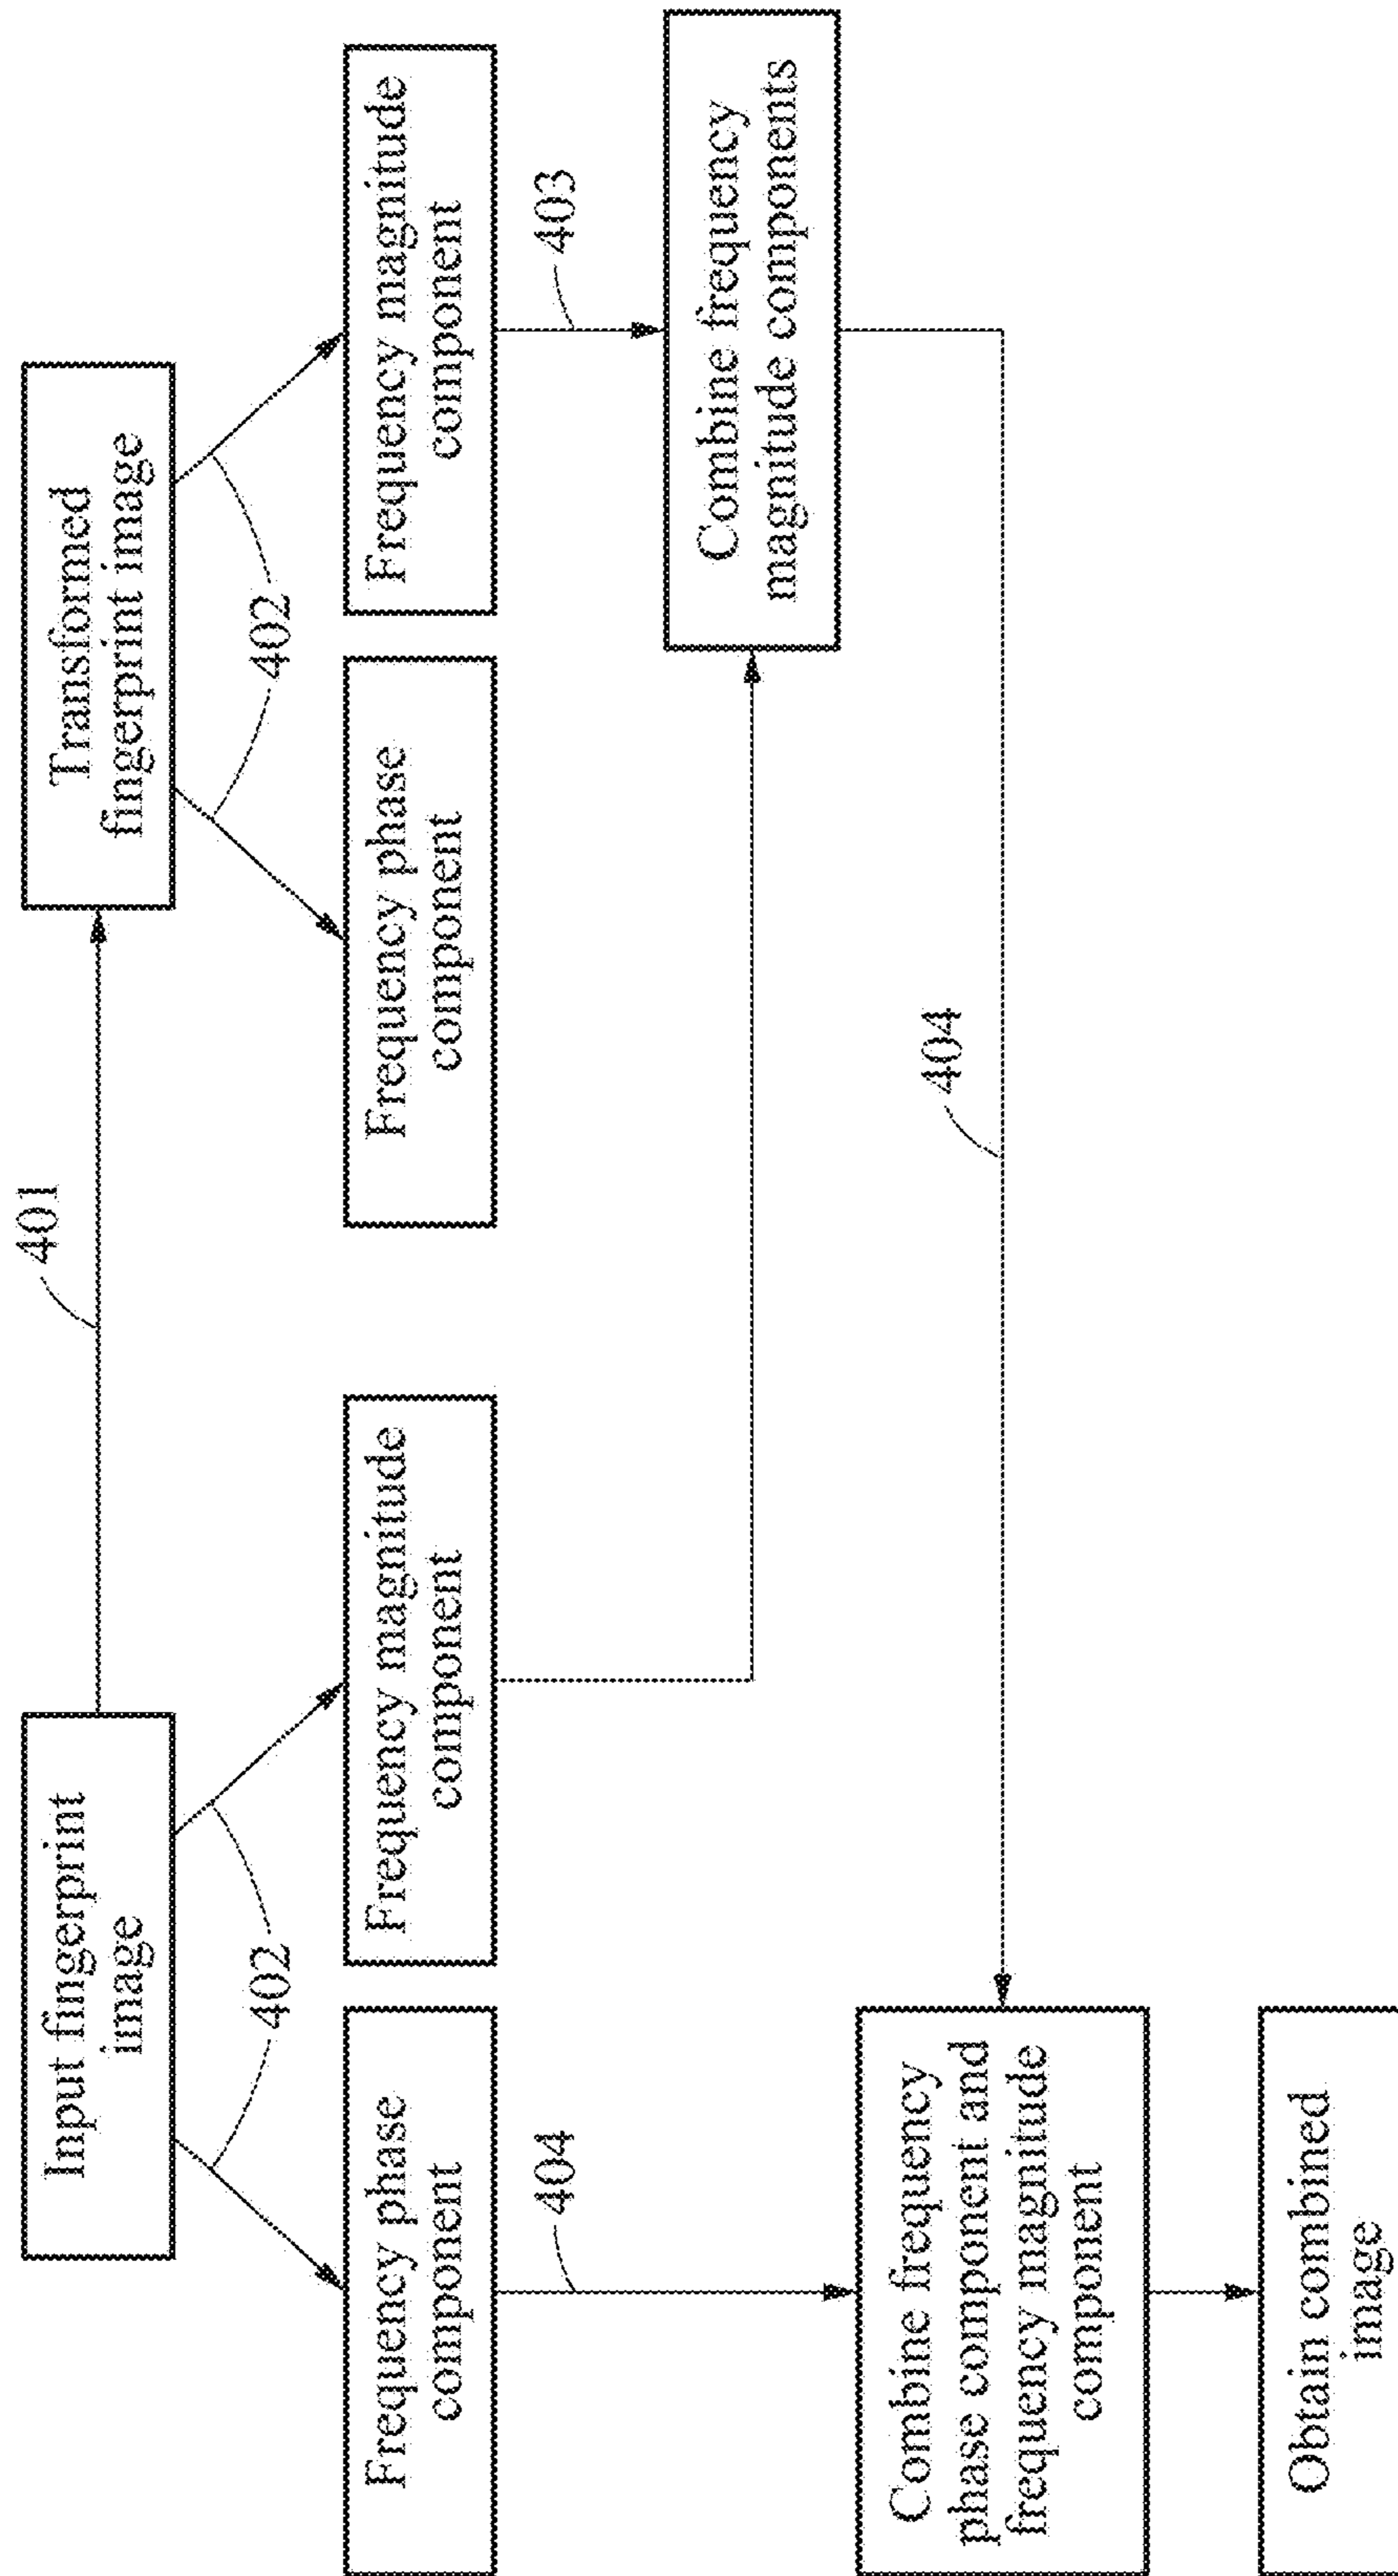 401
Input fingerprint
image
Transformed
fingerprint image
402
402
Frequency phase
component
Frequency magnitude
component
Frequency phase
component
Frequency magnitude
component
404
403
Combine frequency
magnitude components
404
Combine frequency
phase component and
frequency magnitude
component
Obtain combined
image